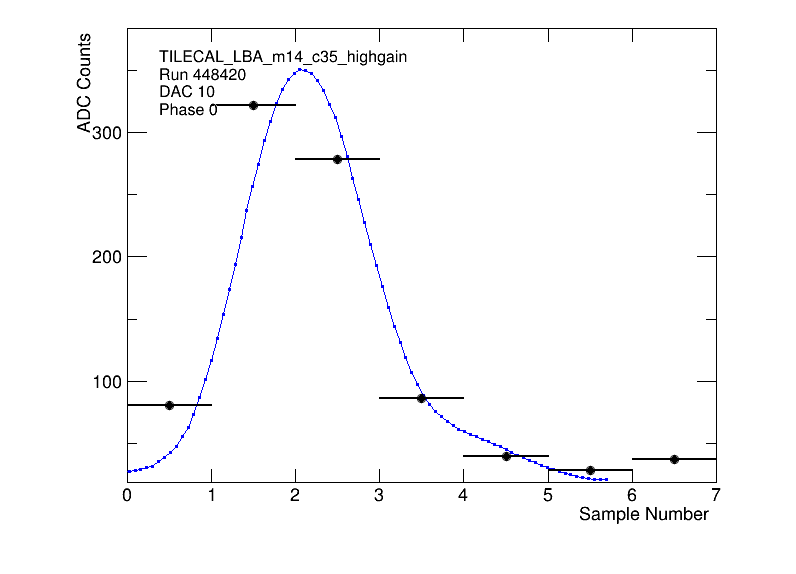 TILECAL_LBA_m14_c35_highgain
Run 448420
DAC 10
Phase 0
ADC Counts
300
200
100
0 1 2 3 4 5 6 7
Sample Number